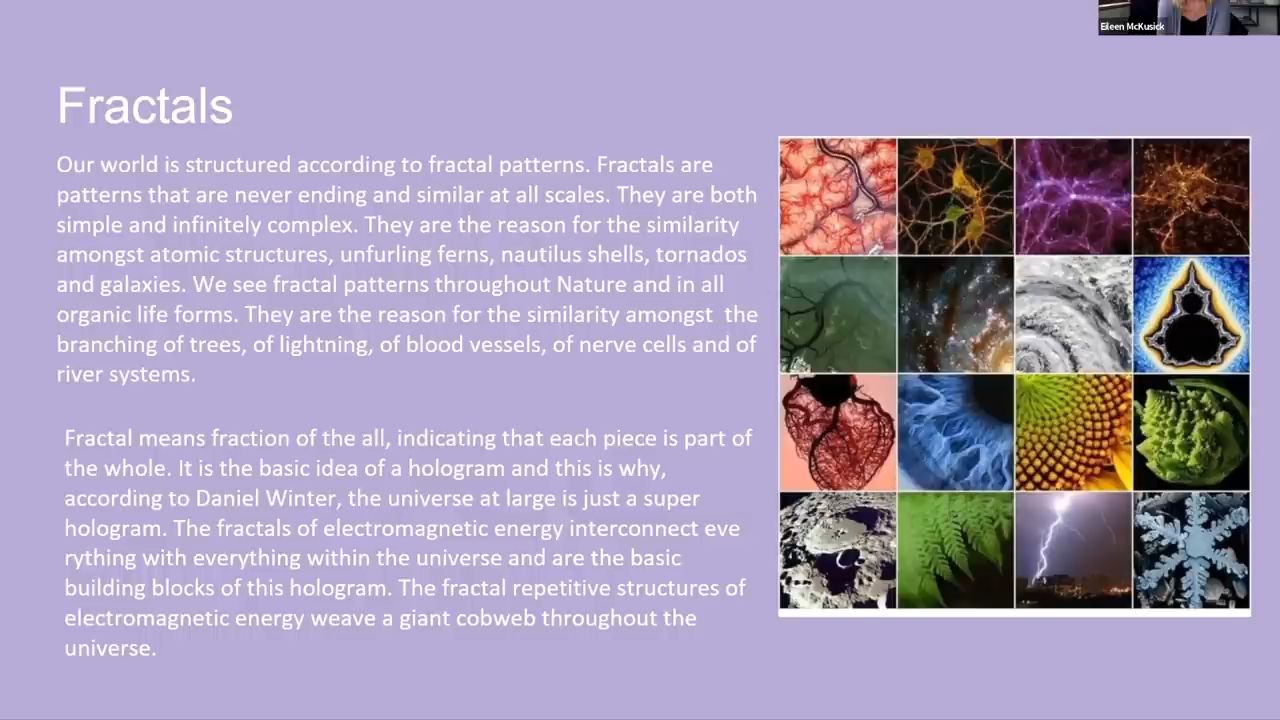 Eileen McKusick
Fractals
Our world is structured according to fractal patterns. Fractals are
patterns that are never ending and similar at all scales. They are both
simple and infinitely complex. They are the reason for the similarity
amongst atomic structures, unfurling ferns, nautilus shells, tornados
and galaxies. We see fractal patterns throughout Nature and in all
organic life forms. They are the reason for the similarity amongst  the
branching of trees, of lightning, of blood vessels, of nerve cells and of
river systems.
Fractal means fraction of the all, indicating that each piece is part of
the whole. It is the basic idea of a hologram and this is why,
according to Daniel Winter, the universe at large is just a super
hologram. The fractals of electromagnetic energy interconnect eve
rything with everything within the universe and are the basic
building blocks of this hologram. The fractal repetitive structures of
electromagnetic energy weave a giant cobweb throughout the
universe.